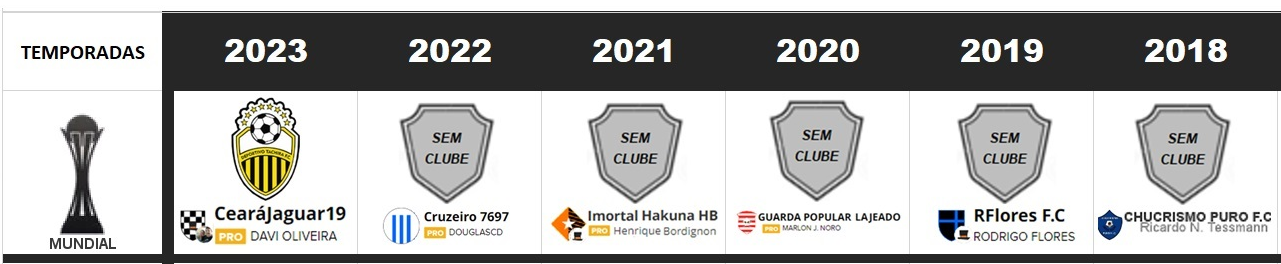 TEMPORADAS 2023 2022 2021 2020 2019 2018
MUNDIAL
DEPORTIVO TACHIRA F.C.
CearáJaguar19
PRO DAVI OLIVEIRA
SEM
CLUBE
Cruzeiro 7697
PRO DOUGLASCD
SEM
CLUBE
Imortal Hakuna HB
PRO Henrique Bordignon
SEM
CLUBE
GUARDA POPULAR LAJEADO
PRO MARLON J. NORO
SEM
CLUBE
RFlores F.C
RODRIGO FLORES
SEM
CLUBE
CHUCRISMO PURO F.C
Ricardo N. Tessmann